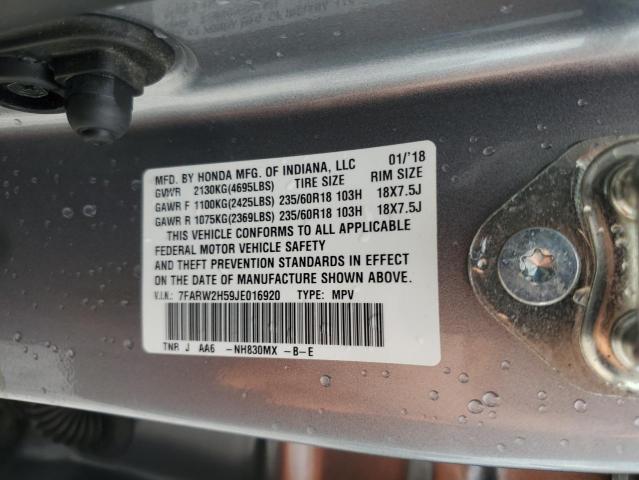 MFD. BY HONDA MFG. OF INDIANA, LLC 01/'18
GVWR 2130KG(4695LBS) TIRE SIZE RIM SIZE
GAWR F 1100KG(2425LBS) 235/60R18 103H 18X7.5J
GAWR R 1075KG(2369LBS) 235/60R18 103H 18X7.5J
THIS VEHICLE CONFORMS TO ALL APPLICABLE
FEDERAL MOTOR VEHICLE SAFETY
AND THEFT PREVENTION STANDARDS IN EFFECT
ON THE DATE OF MANUFACTURE SHOWN ABOVE.
V.I.N.: 7FARW2H59JE016920 TYPE: MPV
TNR J AA6 -NH830MX -B-E